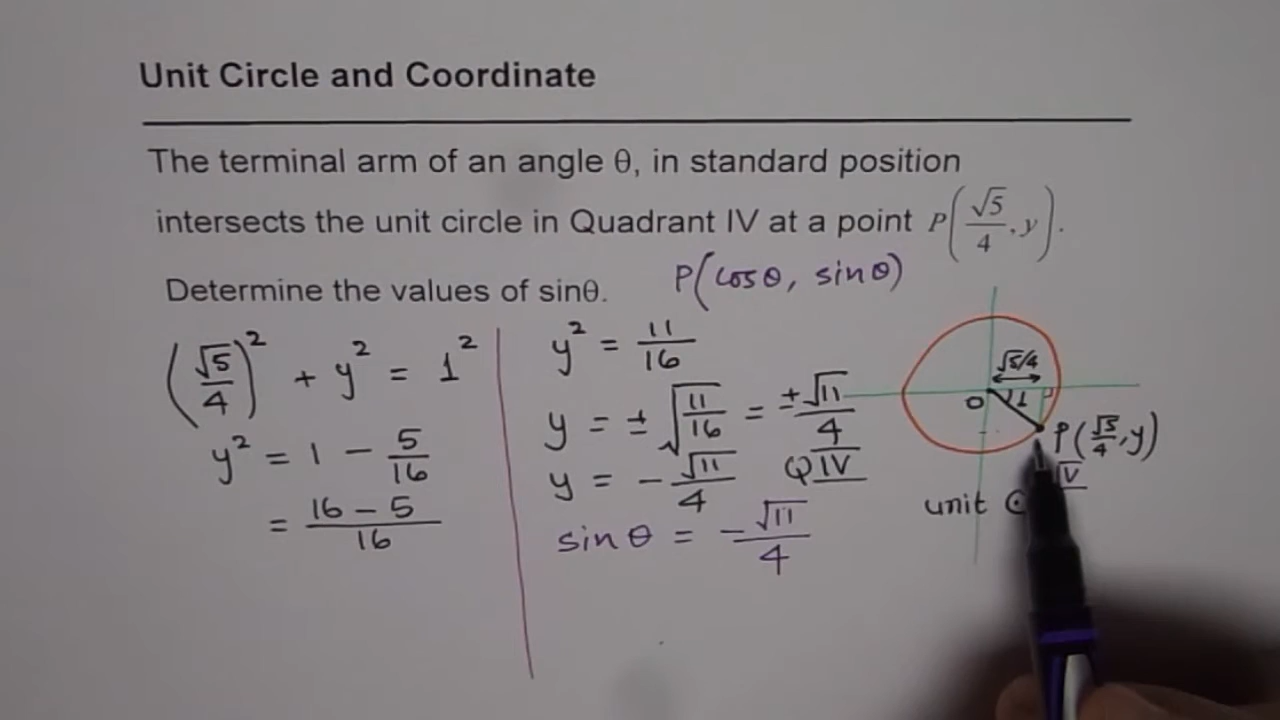 Unit Circle and Coordinate
The terminal arm of an angle θ, in standard position
intersects the unit circle in Quadrant IV at a point P(√5/4, y).
Determine the values of sinθ.
P(cosθ, sinθ)
(√5/4)² + y² = 1²
y² = 1 − 5/16
= (16 − 5)/16
y² = 11/16
y = ±√(11/16) = ±√11/4
y = −√11/4 Q IV
sin θ = −√11/4
√5/4
O 1
P(√5/4, y)
unit